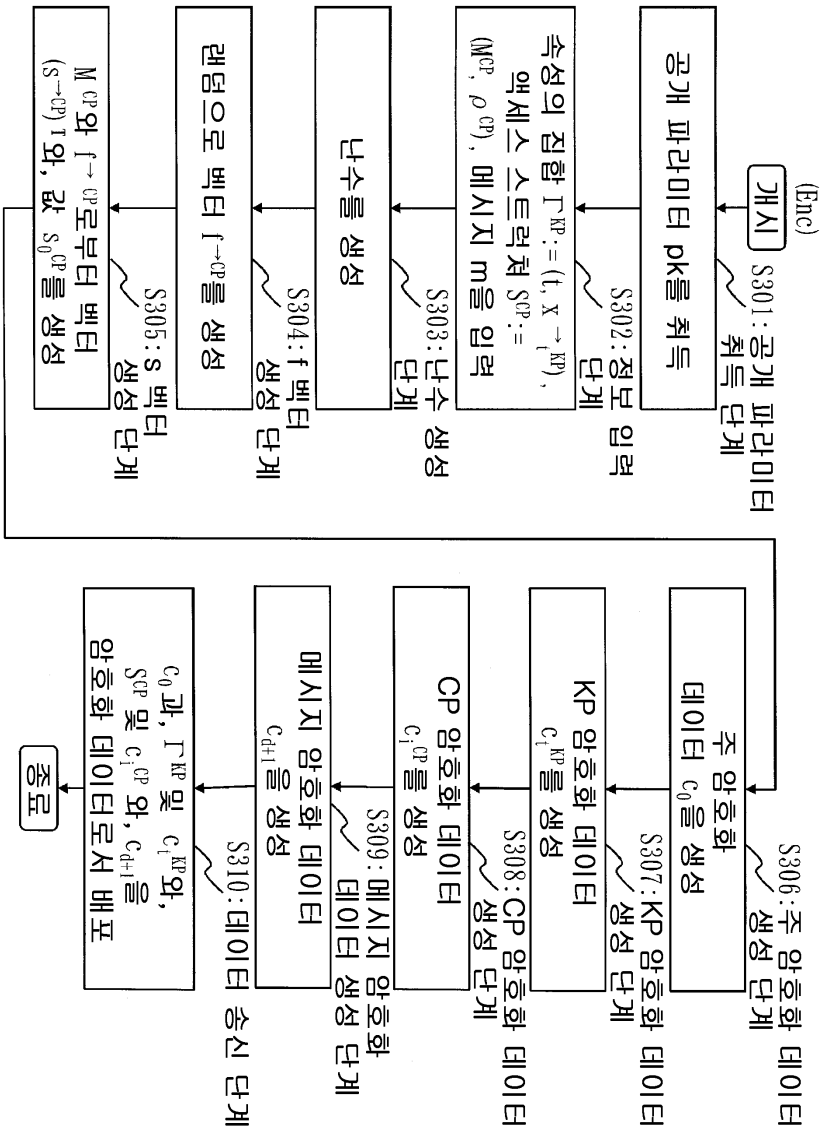 (Enc)
개시
S301:공개 파라미터
취득 단계
공개 파라미터 pk를 취득
S302:정보 입력
단계
속성의 집합 Γ^KP:=(t, x→_t^KP),
액세스 스트럭쳐 S^CP:=
(M^CP, ρ^CP), 메시지 m을 입력
S303:난수 생성
단계
난수를 생성
S304:f 벡터
생성 단계
랜덤으로 벡터 f→^CP를 생성
S305:s 벡터
생성 단계
M^CP와 f→^CP로부터 벡터
(s→^CP)^T와, 값 s_0^CP를 생성
S306:주 암호화 데이터
생성 단계
주 암호화
데이터 c_0을 생성
S307:KP 암호화 데이터
생성 단계
KP 암호화 데이터
c_t^KP를 생성
S308:CP 암호화 데이터
생성 단계
CP 암호화 데이터
c_i^CP를 생성
S309:메시지 암호화
데이터 생성 단계
메시지 암호화 데이터
c_d+1을 생성
S310:데이터 송신 단계
c_0과, Γ^KP 및 c_t^KP와,
S^CP 및 c_i^CP와, c_d+1을
암호화 데이터로서 배포
종료